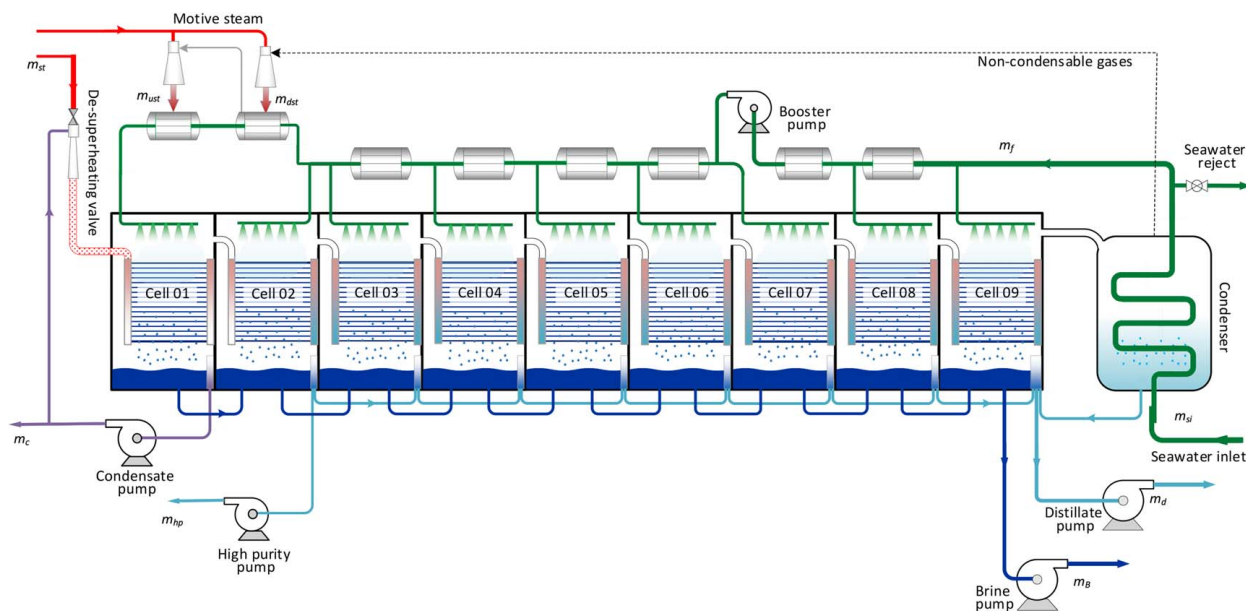 Motive steam
m_st
De-superheating valve
m_ust
m_dst
Non-condensable gases
Booster
pump
m_f
Seawater
reject
Cell 01
Cell 02
Cell 03
Cell 04
Cell 05
Cell 06
Cell 07
Cell 08
Cell 09
Condenser
m_si
Seawater inlet
m_c
Condensate
pump
m_hp
High purity
pump
Distillate
pump
m_d
Brine
pump
m_B